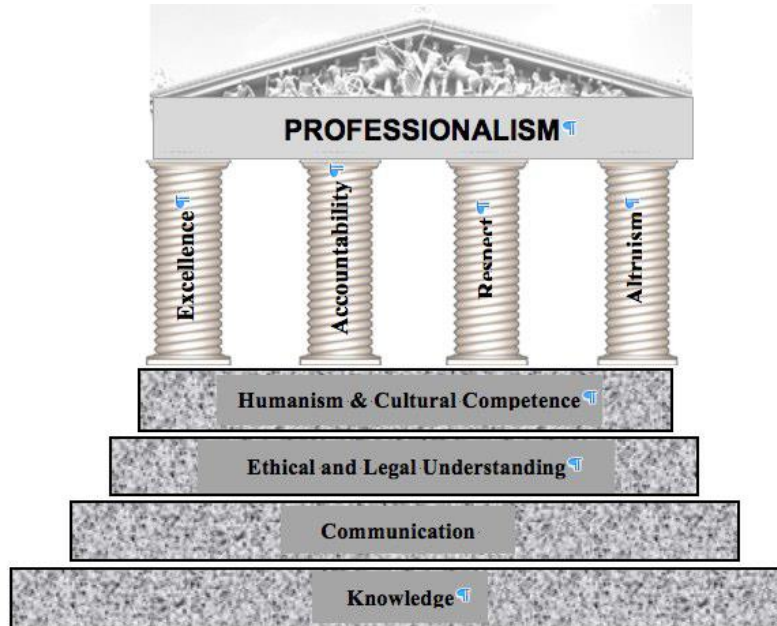 PROFESSIONALISM¶
Excellence¶
Accountability¶
Respect¶
Altruism¶
Humanism & Cultural Competence¶
Ethical and Legal Understanding¶
Communication
Knowledge¶